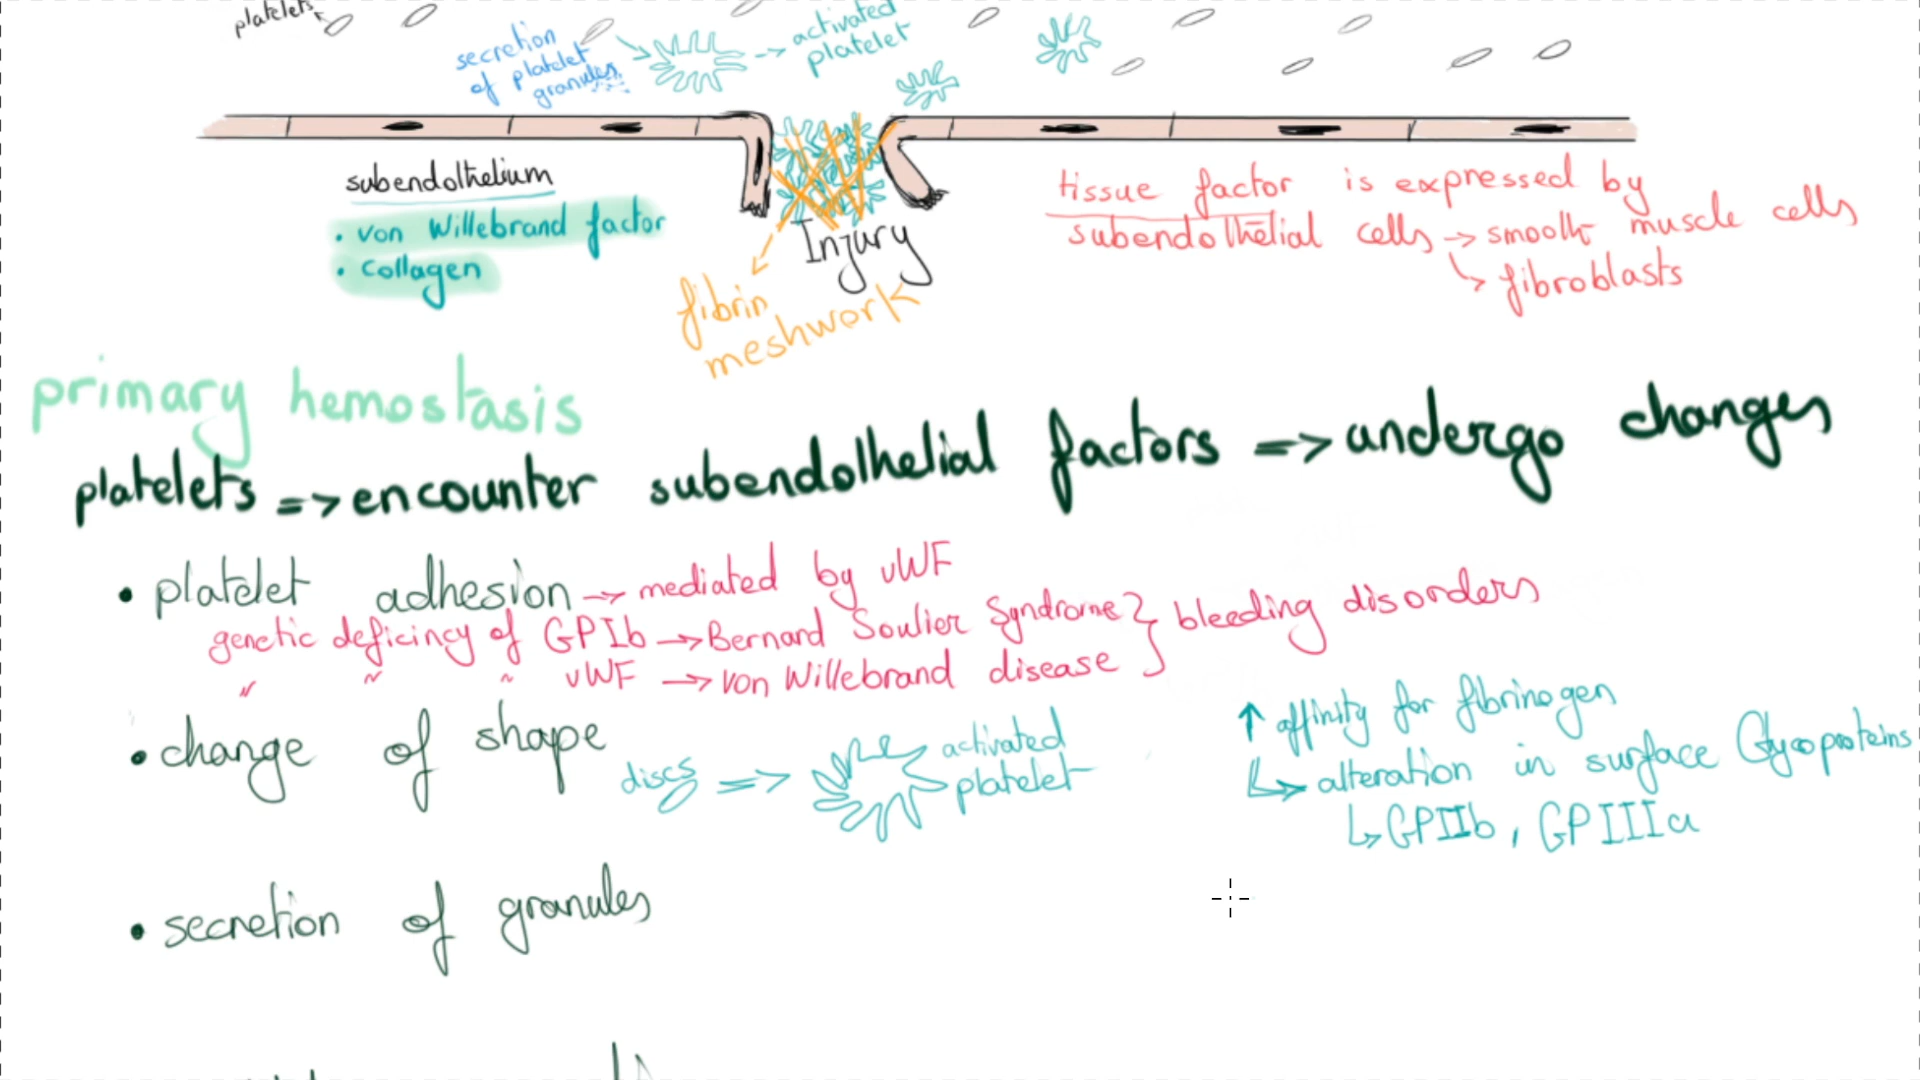 platelets
secretion
of platelet
granules
activated
platelet
subendothelium
• von Willebrand factor
• Collagen
Injury
fibrin
meshwork
tissue factor is expressed by
subendothelial cells → smooth muscle cells
↳ fibroblasts
primary hemostasis
platelets => encounter subendothelial factors => undergo changes
• platelet adhesion → mediated by vWF
genetic deficincy of GPIb → Bernard Soulier Syndrome } bleeding disorders
" " " vWF → von Willebrand disease
• change of shape
discs => activated
platelet
↑ affinity for fibrinogen
↳ alteration in surface Glycoproteins
↳ GPIIb, GPIIIa
• secretion of granules